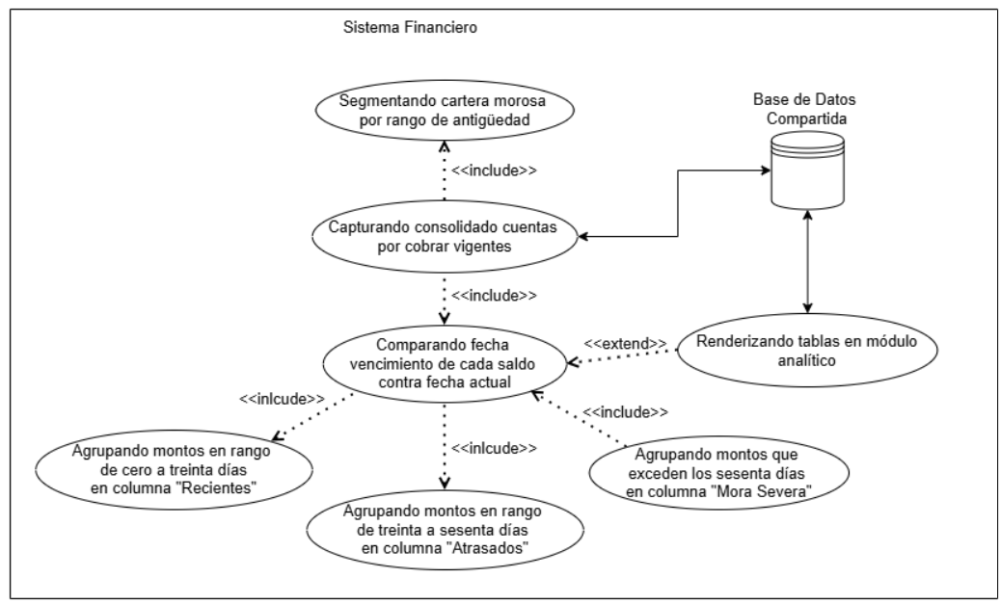 Sistema Financiero
Segmentando cartera morosa
por rango de antigüedad
Base de Datos
Compartida
<<include>>
Capturando consolidado cuentas
por cobrar vigentes
<<include>>
Comparando fecha
vencimiento de cada saldo
contra fecha actual
<<extend>>
Renderizando tablas en módulo
analítico
<<inlcude>>
<<include>>
Agrupando montos en rango
de cero a treinta días
en columna "Recientes"
<<inlcude>>
Agrupando montos que
exceden los sesenta días
en columna "Mora Severa"
Agrupando montos en rango
de treinta a sesenta días
en columna "Atrasados"